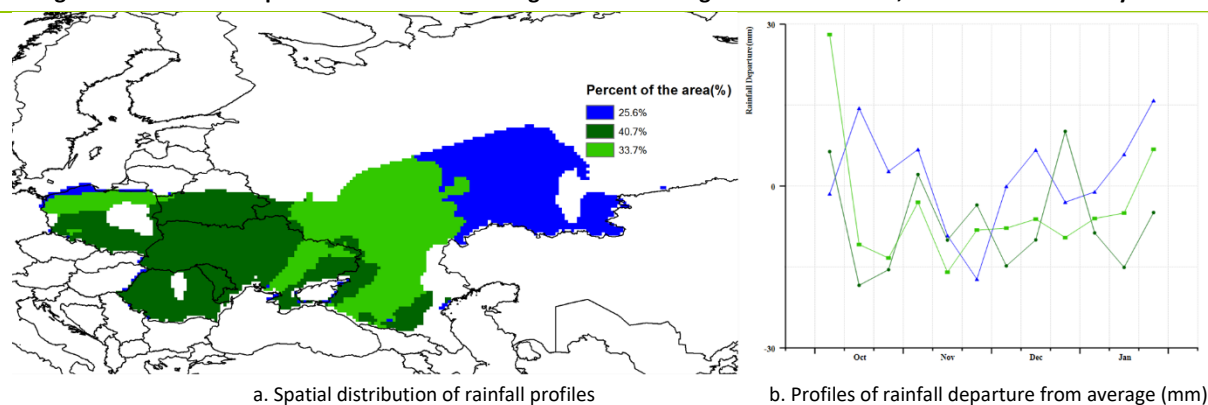 Percent of the area(%)
25.6%
40.7%
33.7%
30
Rainfall Departure(mm)
0
-30
Oct
Nov
Dec
Jan
a. Spatial distribution of rainfall profiles
b. Profiles of rainfall departure from average (mm)